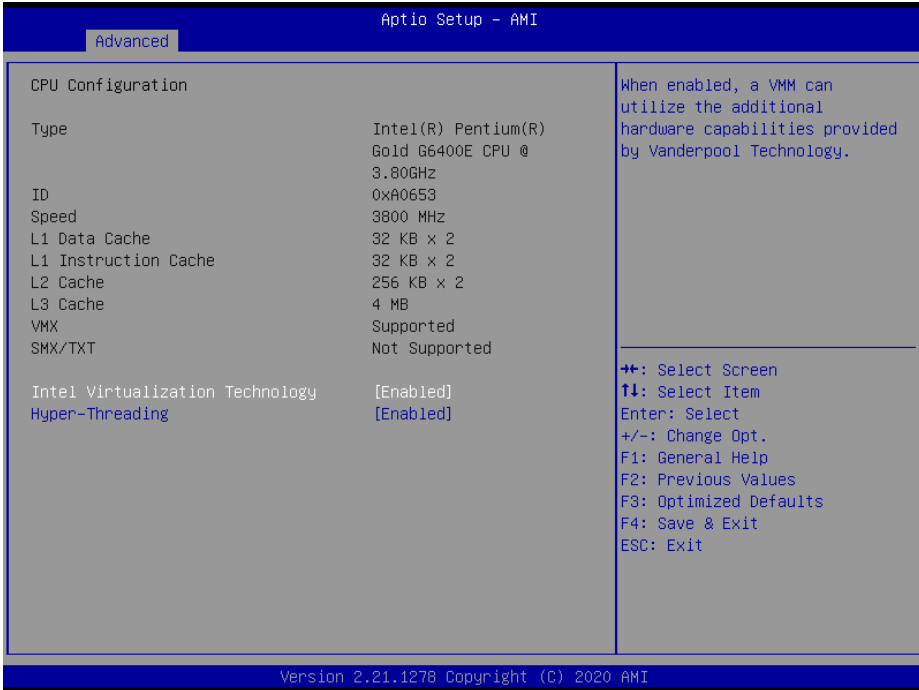 Aptio Setup – AMI
Advanced
CPU Configuration
Type Intel(R) Pentium(R)
Gold G6400E CPU @
3.80GHz
ID 0xA0653
Speed 3800 MHz
L1 Data Cache 32 KB x 2
L1 Instruction Cache 32 KB x 2
L2 Cache 256 KB x 2
L3 Cache 4 MB
VMX Supported
SMX/TXT Not Supported
Intel Virtualization Technology [Enabled]
Hyper-Threading [Enabled]
When enabled, a VMM can
utilize the additional
hardware capabilities provided
by Vanderpool Technology.
→←: Select Screen
↑↓: Select Item
Enter: Select
+/-: Change Opt.
F1: General Help
F2: Previous Values
F3: Optimized Defaults
F4: Save & Exit
ESC: Exit
Version 2.21.1278 Copyright (C) 2020 AMI